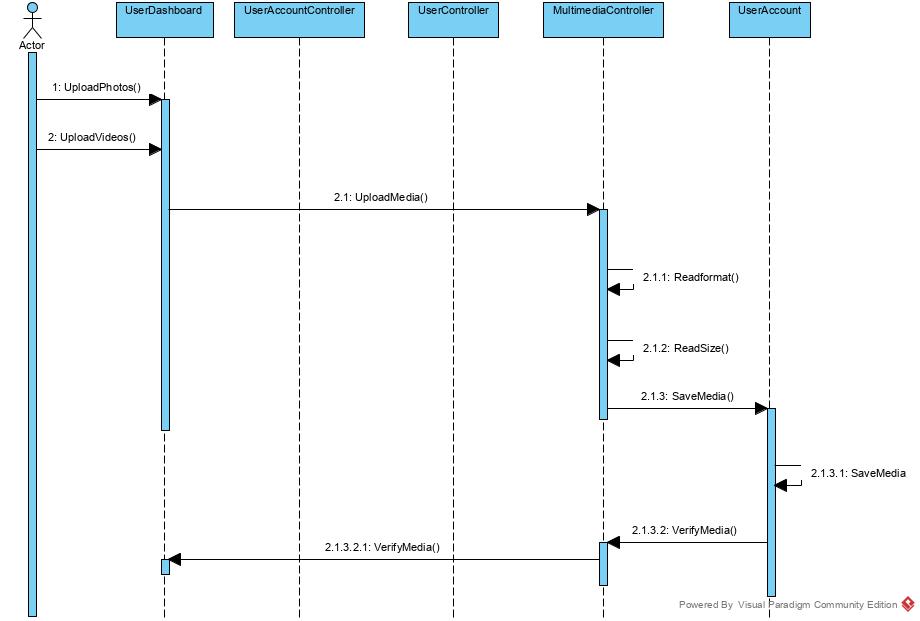 UserDashboard UserAccountController UserController MultimediaController UserAccount
Actor
1: UploadPhotos()
2: UploadVideos()
2.1: UploadMedia()
2.1.1: Readformat()
2.1.2: ReadSize()
2.1.3: SaveMedia()
2.1.3.1: SaveMedia
2.1.3.2: VerifyMedia()
2.1.3.2.1: VerifyMedia()
Powered By Visual Paradigm Community Edition